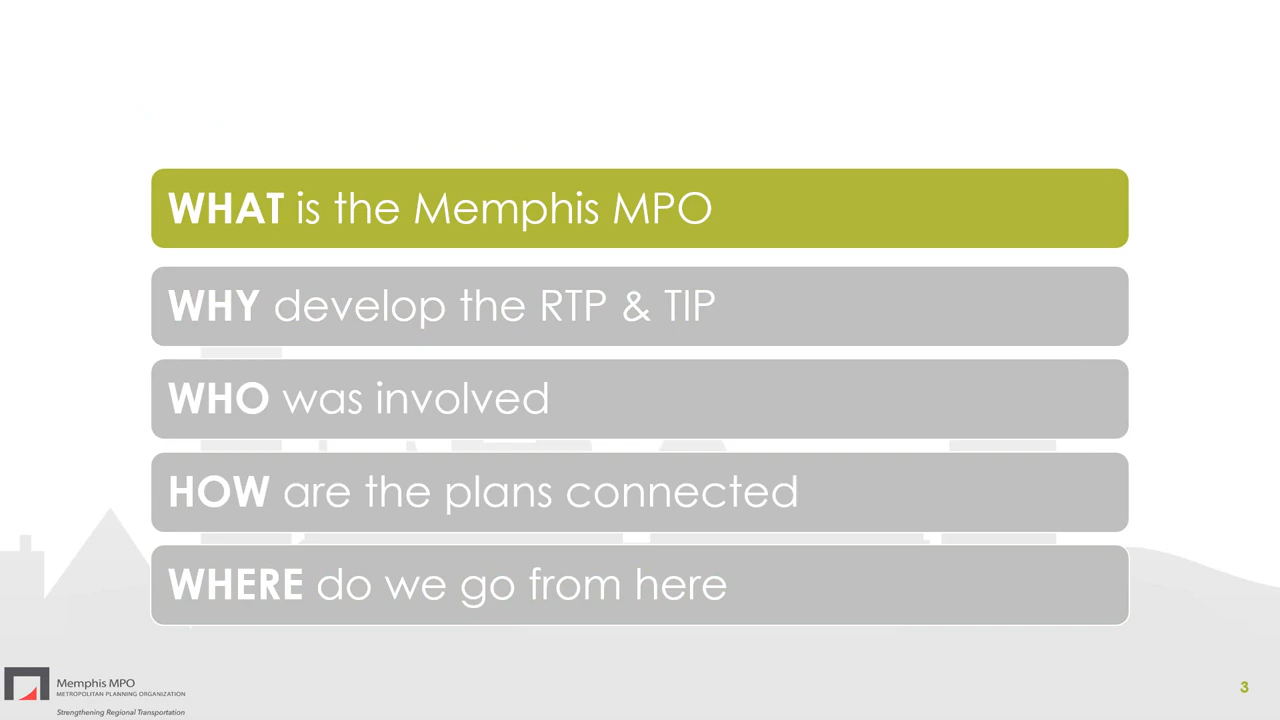 WHAT is the Memphis MPO
WHY develop the RTP & TIP
WHO was involved
HOW are the plans connected
WHERE do we go from here
Memphis MPO
METROPOLITAN PLANNING ORGANIZATION
Strengthening Regional Transportation
3